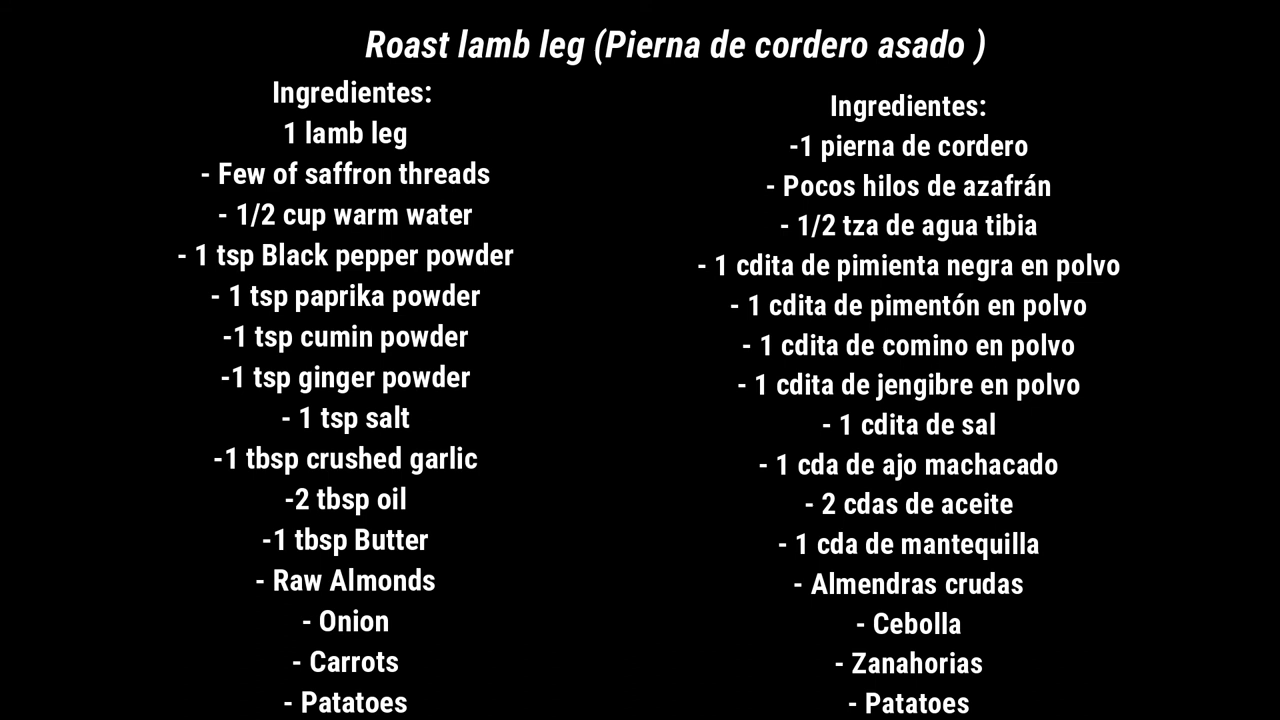 Roast lamb leg (Pierna de cordero asado )
Ingredientes:
1 lamb leg
- Few of saffron threads
- 1/2 cup warm water
- 1 tsp Black pepper powder
- 1 tsp paprika powder
-1 tsp cumin powder
-1 tsp ginger powder
- 1 tsp salt
-1 tbsp crushed garlic
-2 tbsp oil
-1 tbsp Butter
- Raw Almonds
- Onion
- Carrots
- Patatoes
Ingredientes:
-1 pierna de cordero
- Pocos hilos de azafrán
- 1/2 tza de agua tibia
- 1 cdita de pimienta negra en polvo
- 1 cdita de pimentón en polvo
- 1 cdita de comino en polvo
- 1 cdita de jengibre en polvo
- 1 cdita de sal
- 1 cda de ajo machacado
- 2 cdas de aceite
- 1 cda de mantequilla
- Almendras crudas
- Cebolla
- Zanahorias
- Patatoes